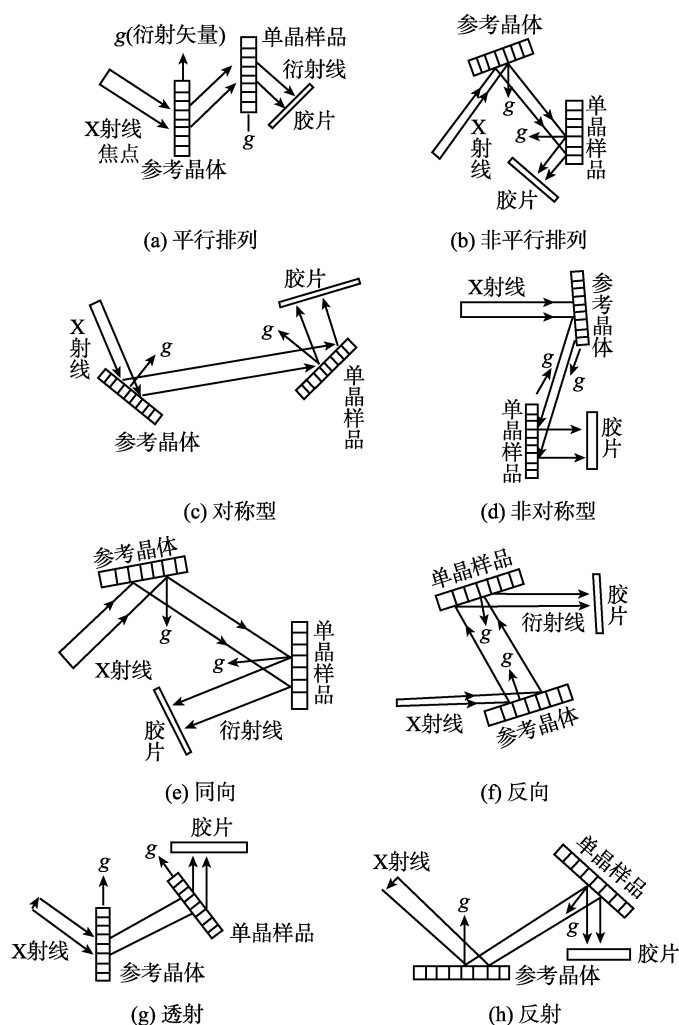 g(衍射矢量)
单晶样品
衍射线
胶片
g
X射线
焦点
参考晶体
(a) 平行排列
参考晶体
g
X射线
单晶样品
g
胶片
(b) 非平行排列
胶片
X射线
g
g
参考晶体
单晶样品
(c) 对称型
X射线
参考晶体
g
g
单晶样品
胶片
(d) 非对称型
参考晶体
g
X射线
单晶样品
g
胶片
衍射线
(e) 同向
单晶样品
g
衍射线
胶片
g
X射线
参考晶体
(f) 反向
胶片
g
g
X射线
单晶样品
参考晶体
(g) 透射
X射线
单晶样品
g
g
胶片
参考晶体
(h) 反射